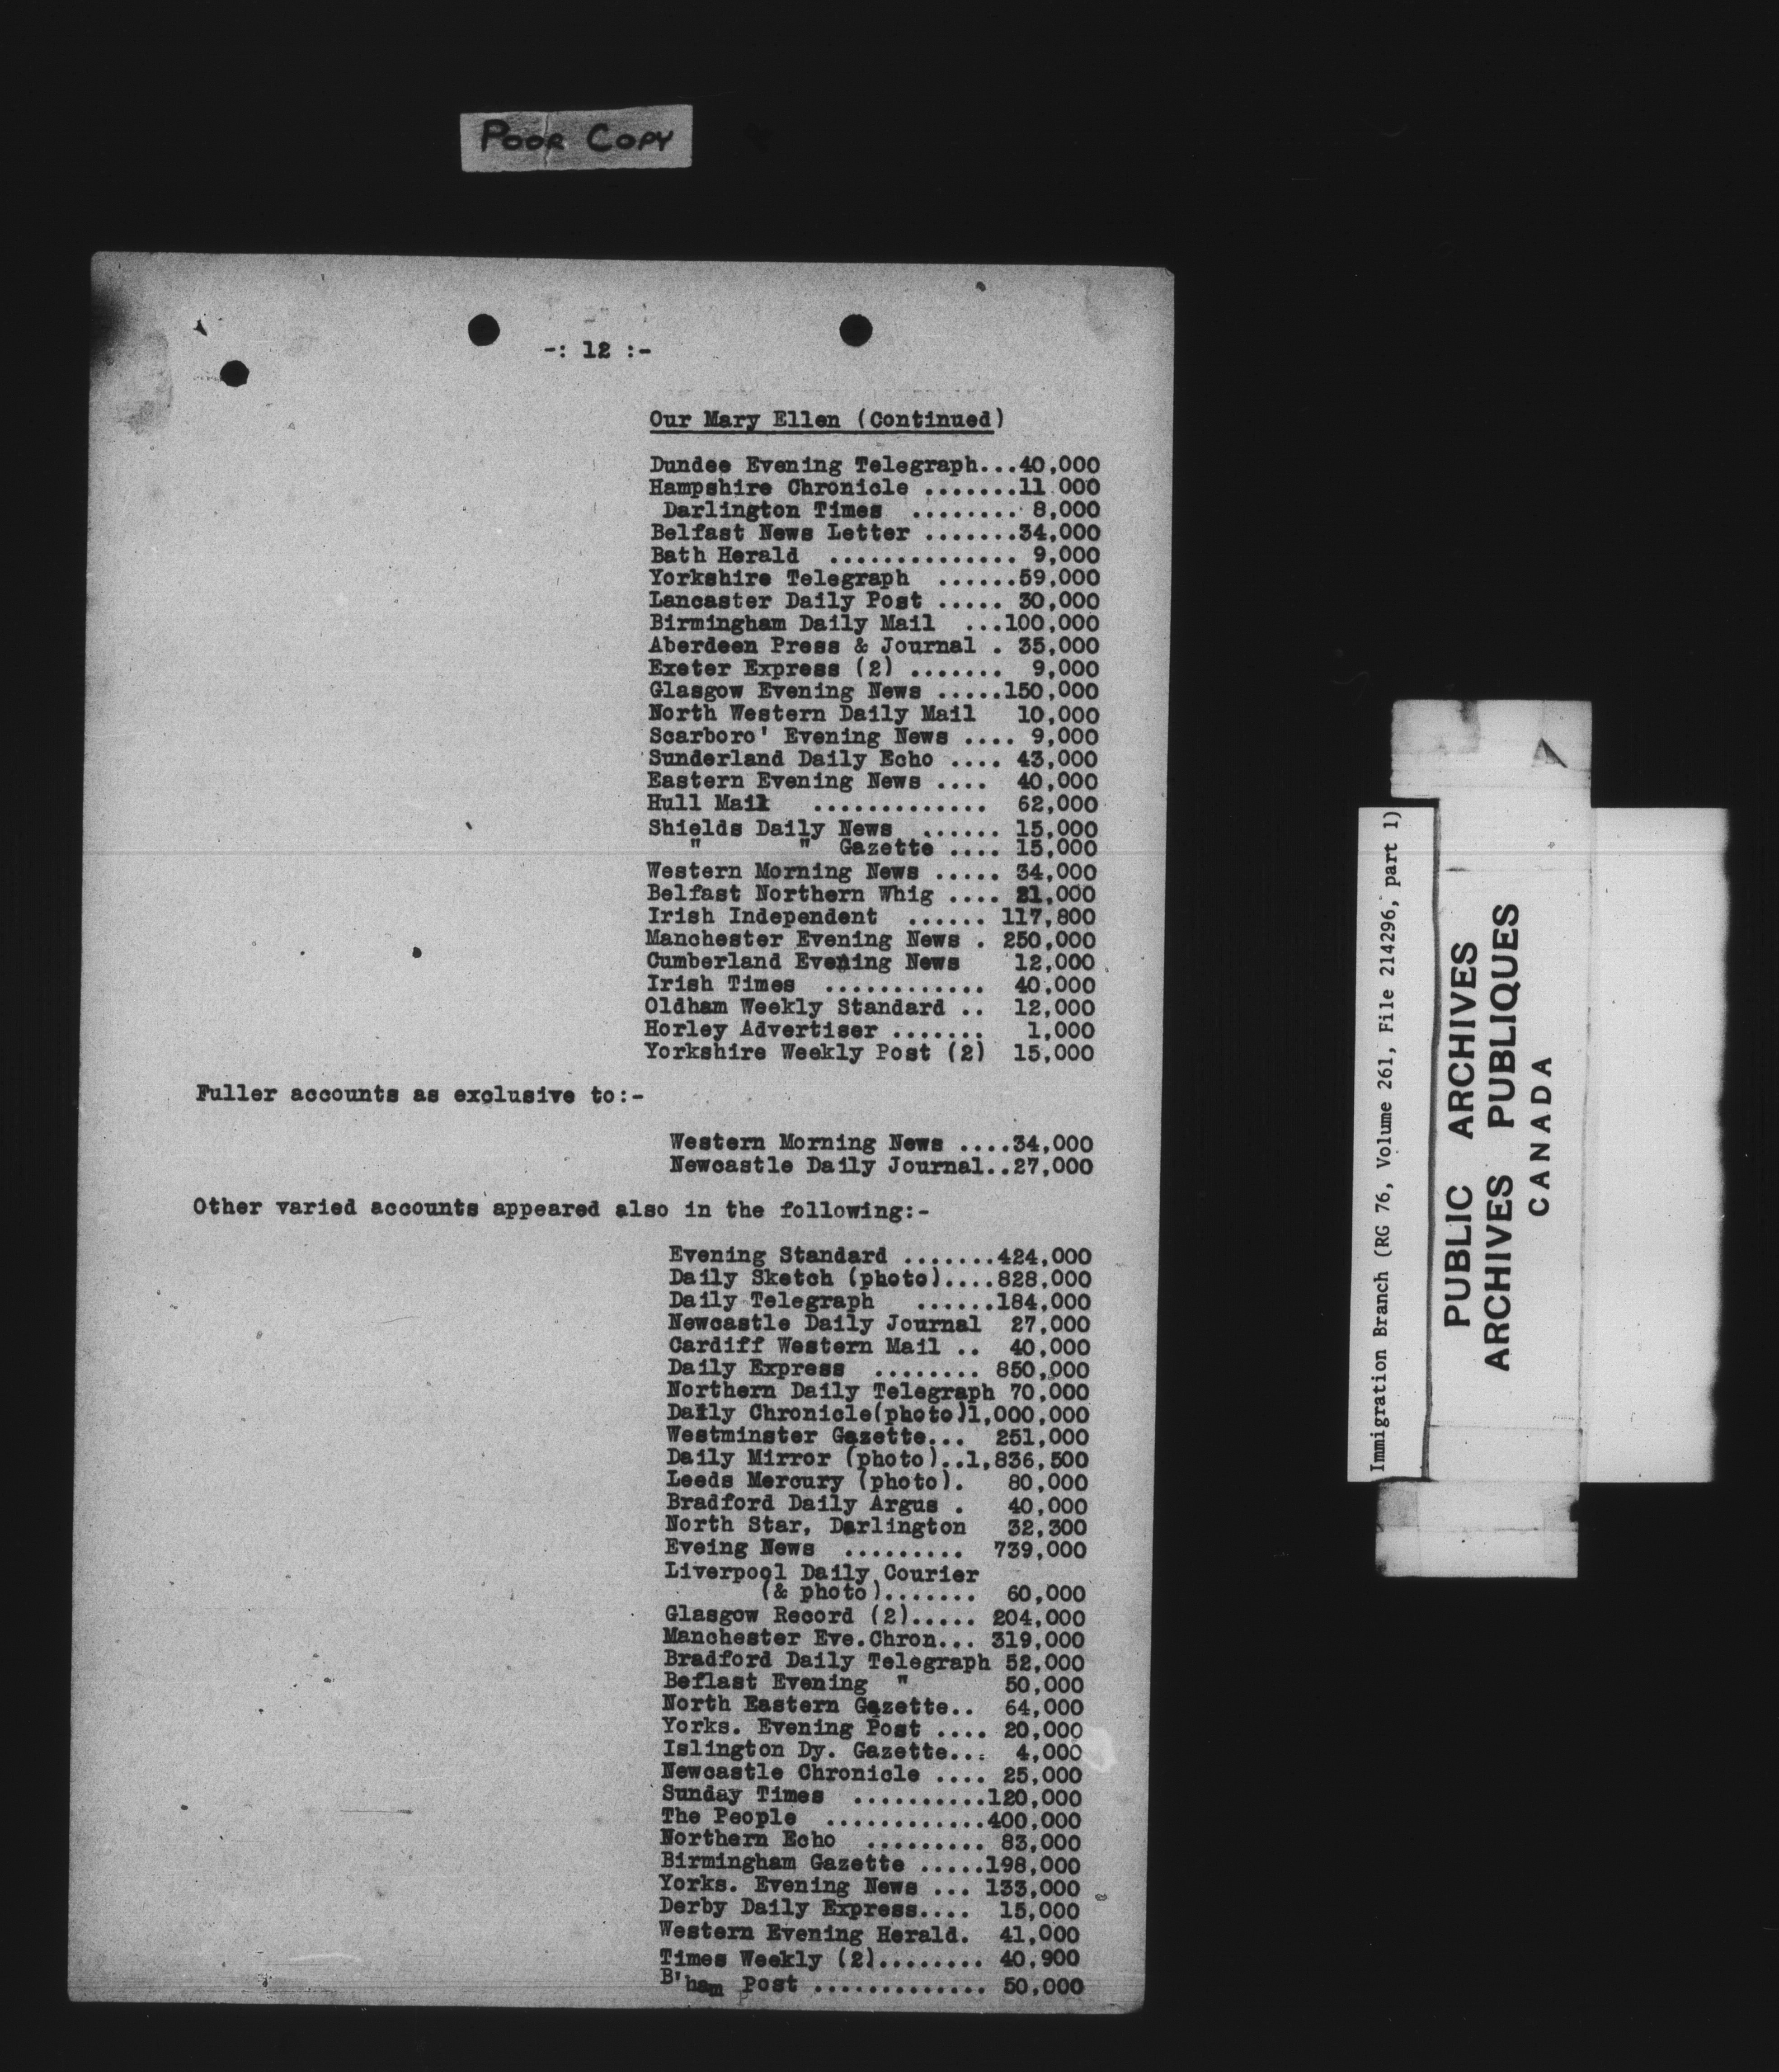 POOR COPY
-: 12 :-
Our Mary Ellen (Continued)
Dundee Evening Telegraph...40,000
Hampshire Chronicle .......11 000
Darlington Times ........ 8,000
Belfast News Letter .......34,000
Bath Herald .............. 9,000
Yorkshire Telegraph ......59,000
Lancaster Daily Post ..... 30,000
Birmingham Daily Mail ...100,000
Aberdeen Press & Journal . 35,000
Exeter Express (2) ....... 9,000
Glasgow Evening News .....150,000
North Western Daily Mail 10,000
Scarboro' Evening News .... 9,000
Sunderland Daily Echo .... 43,000
Eastern Evening News .... 40,000
Hull Mail ............. 62,000
Shields Daily News ...... 15,000
" " Gazette .... 15,000
Western Morning News ..... 34,000
Belfast Northern Whig .... 21,000
Irish Independent ...... 117,800
Manchester Evening News . 250,000
Cumberland Evening News 12,000
Irish Times ............ 40,000
Oldham Weekly Standard .. 12,000
Horley Advertiser ....... 1,000
Yorkshire Weekly Post (2) 15,000
Fuller accounts as exclusive to:-
Western Morning News ....34,000
Newcastle Daily Journal..27,000
Other varied accounts appeared also in the following:-
Evening Standard .......424,000
Daily Sketch (photo)....828,000
Daily Telegraph ......184,000
Newcastle Daily Journal 27,000
Cardiff Western Mail .. 40,000
Daily Express ........ 850,000
Northern Daily Telegraph 70,000
Daily Chronicle(photo)1,000,000
Westminster Gazette... 251,000
Daily Mirror (photo)..1,836,500
Leeds Mercury (photo). 80,000
Bradford Daily Argus . 40,000
North Star, Darlington 32,300
Eveing News ......... 739,000
Liverpool Daily Courier
(& photo)....... 60,000
Glasgow Record (2)..... 204,000
Manchester Eve.Chron... 319,000
Bradford Daily Telegraph 52,000
Beflast Evening " 50,000
North Eastern Gazette.. 64,000
Yorks. Evening Post .... 20,000
Islington Dy. Gazette... 4,000
Newcastle Chronicle .... 25,000
Sunday Times ..........120,000
The People ............400,000
Northern Echo ......... 83,000
Birmingham Gazette .....198,000
Yorks. Evening News ... 133,000
Derby Daily Express.... 15,000
Western Evening Herald. 41,000
Times Weekly (2)........ 40,900
B'ham Post ............. 50,000
Immigration Branch (RG 76, Volume 261, File 214296, part 1)
PUBLIC ARCHIVES
ARCHIVES PUBLIQUES
CANADA